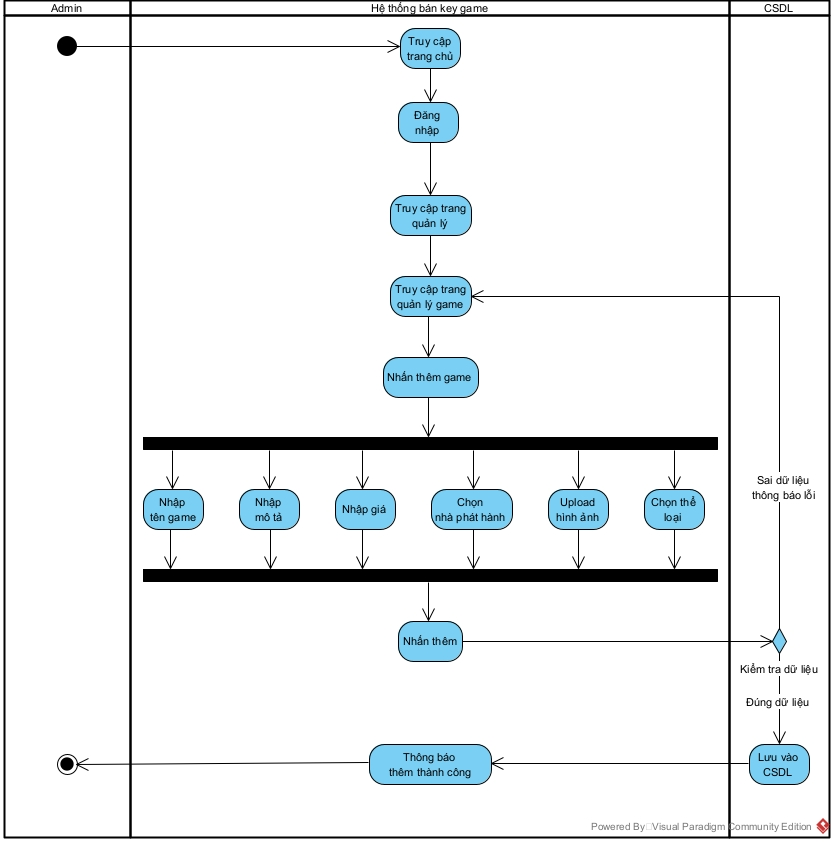 Admin
Hệ thống bán key game
CSDL
Truy cập
trang chủ
Đăng
nhập
Truy cập trang
quản lý
Truy cập trang
quản lý game
Nhấn thêm game
Nhập
tên game
Nhập
mô tả
Nhập giá
Chọn
nhà phát hành
Upload
hình ảnh
Chọn thể
loại
Sai dữ liệu
thông báo lỗi
Nhấn thêm
Kiểm tra dữ liệu
Đúng dữ liệu
Thông báo
thêm thành công
Lưu vào
CSDL
Powered By Visual Paradigm Community Edition